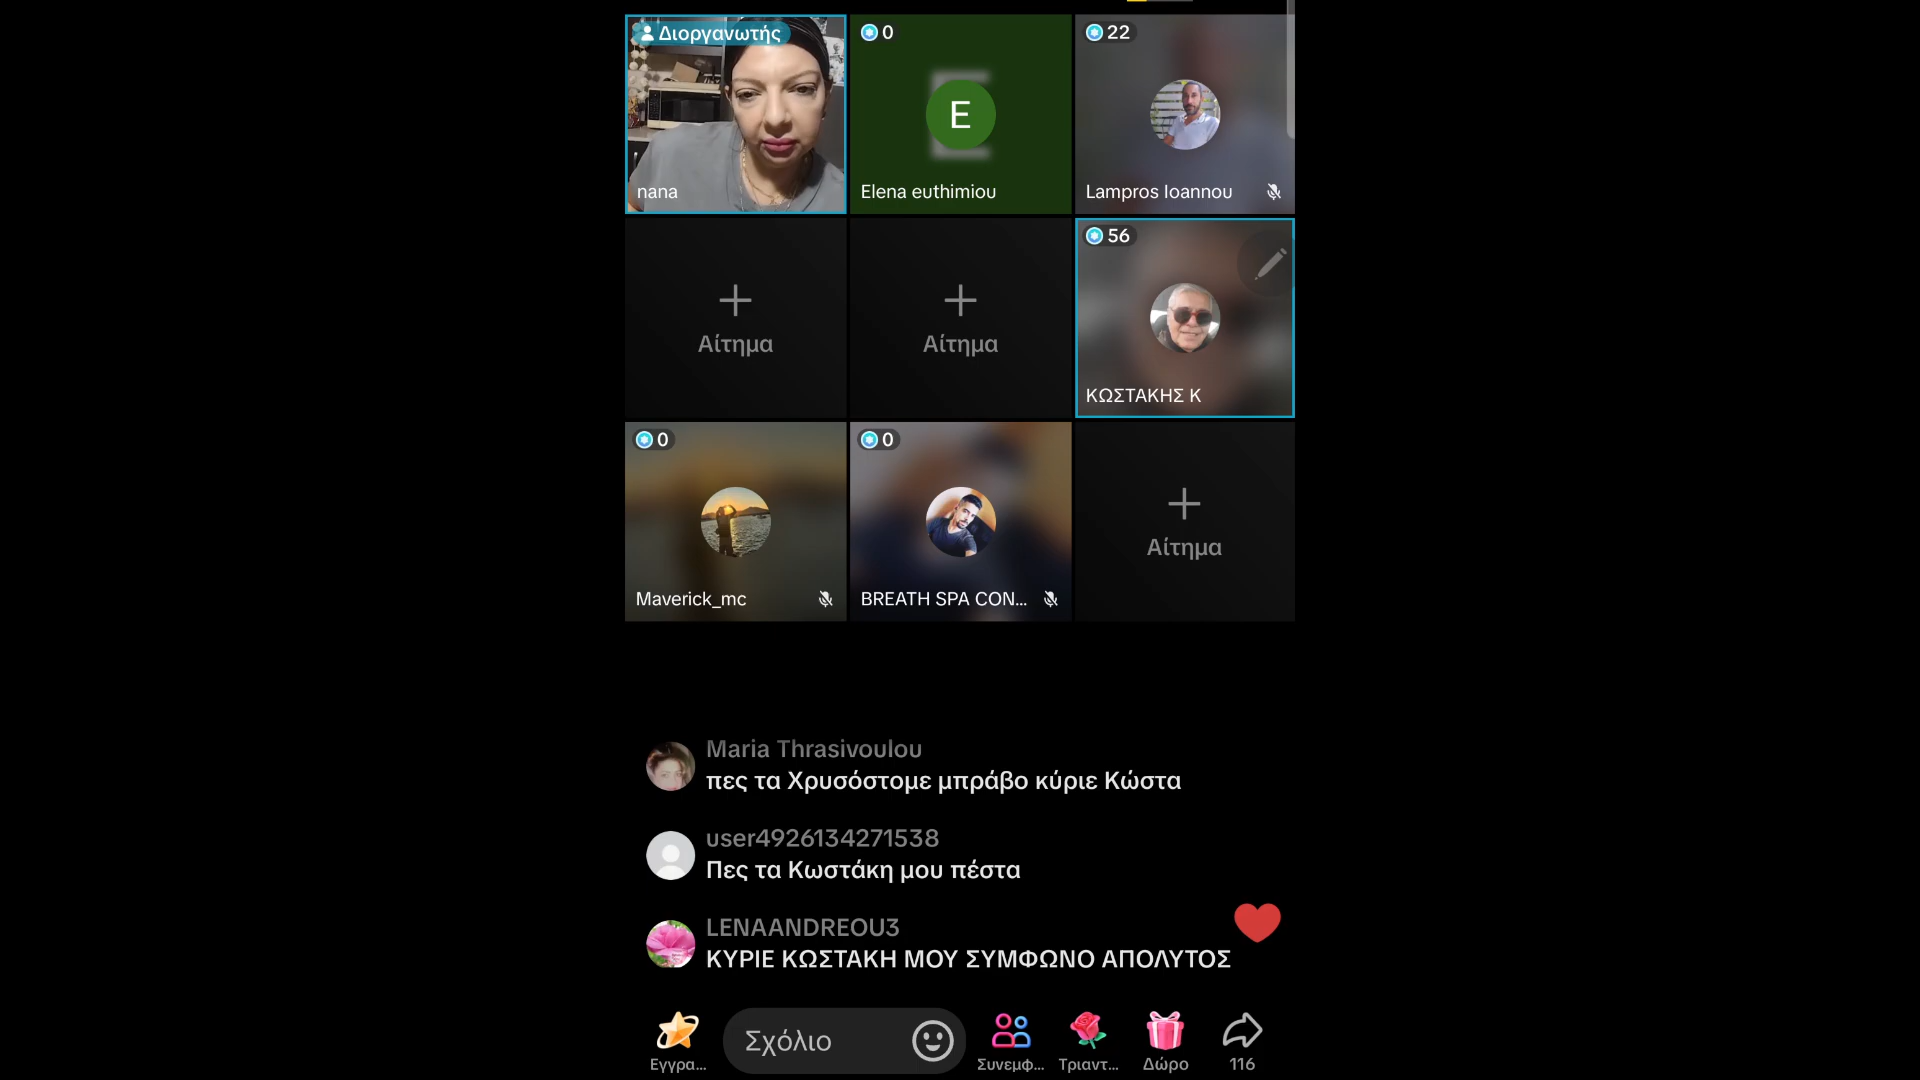 Διοργανωτής
0
22
E
nana
Elena euthimiou
Lampros Ioannou
56
Αίτημα
Αίτημα
ΚΩΣΤΑΚΗΣ Κ
0
0
Αίτημα
Maverick_mc
BREATH SPA CON...
Maria Thrasivoulou
πες τα Χρυσόστομε μπράβο κύριε Κώστα
user4926134271538
Πες τα Κωστάκη μου πέστα
LENAANDREOU3
ΚΥΡΙΕ ΚΩΣΤΑΚΗ ΜΟΥ ΣΥΜΦΩΝΟ ΑΠΟΛΥΤΟΣ
Σχόλιο
Εγγρα...
Συνεμφ...
Τριαντ...
Δώρο
116